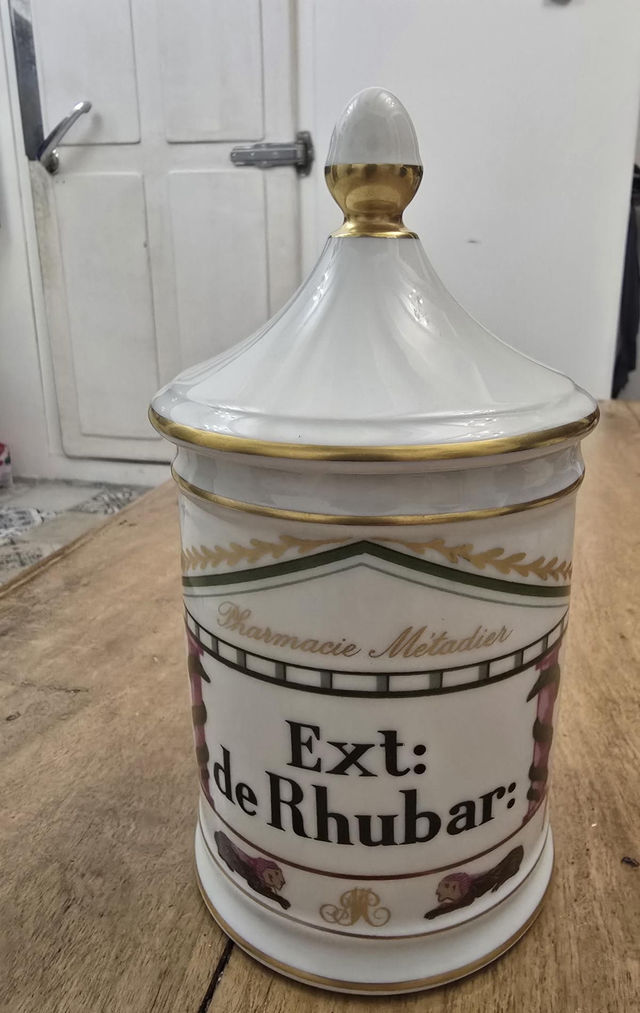 Pharmacie Métadier
Ext:
de Rhubar: